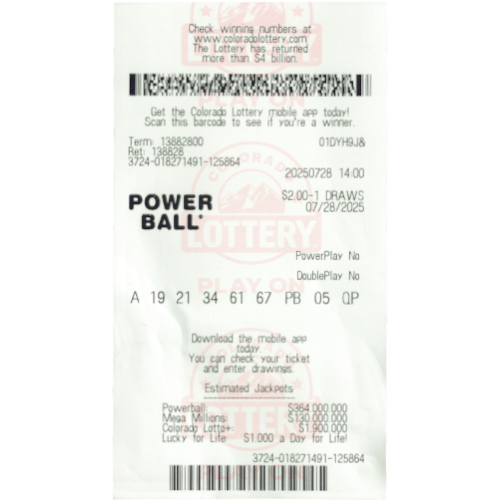 Check winning numbers at
www.coloradolottery.com
The Lottery has returned
more than $4 billion.
Get the Colorado Lottery mobile app today!
Scan this barcode to see if you're a winner.
Term: 13882800 01DYH9J&
Ret: 138828
3724-018271491-125864
COLORADO
LOTTERY
PLAY ON
20250728 14:00
POWER
BALL
$2.00-1 DRAWS
07/28/2025
PowerPlay No
DoublePlay No
A 19 21 34 61 67 PB 05 QP
Download the mobile app
today.
You can check your ticket
and enter drawings.
Estimated Jackpots
Powerball: $364,000,000
Mega Millions: $130,000,000
Colorado Lotto+: $1,900,000
Lucky for Life: $1,000 a Day for Life!
3724-018271491-125864